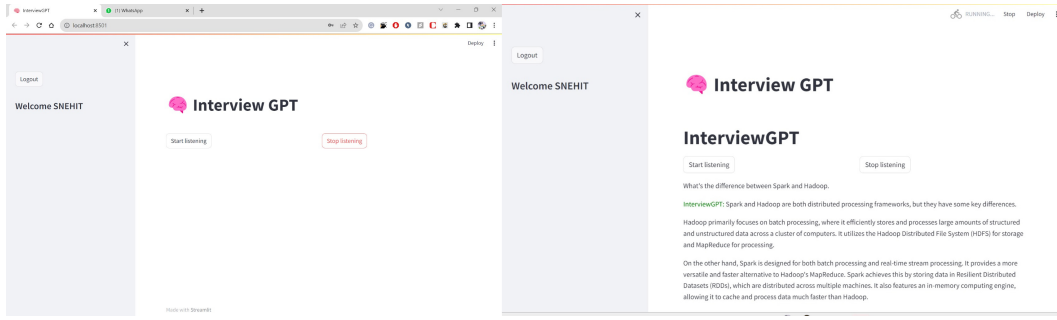 InterviewGPT
(1) WhatsApp
localhost:8501
Deploy
Logout
Welcome SNEHIT
Interview GPT
Start listening
Stop listening
Made with Streamlit
RUNNING... Stop Deploy
Logout
Welcome SNEHIT
Interview GPT
InterviewGPT
Start listening
Stop listening
What's the difference between Spark and Hadoop.
InterviewGPT: Spark and Hadoop are both distributed processing frameworks, but they have some key differences.
Hadoop primarily focuses on batch processing, where it efficiently stores and processes large amounts of structured
and unstructured data across a cluster of computers. It utilizes the Hadoop Distributed File System (HDFS) for storage
and MapReduce for processing.
On the other hand, Spark is designed for both batch processing and real-time stream processing. It provides a more
versatile and faster alternative to Hadoop's MapReduce. Spark achieves this by storing data in Resilient Distributed
Datasets (RDDs), which are distributed across multiple machines. It also features an in-memory computing engine,
allowing it to cache and process data much faster than Hadoop.